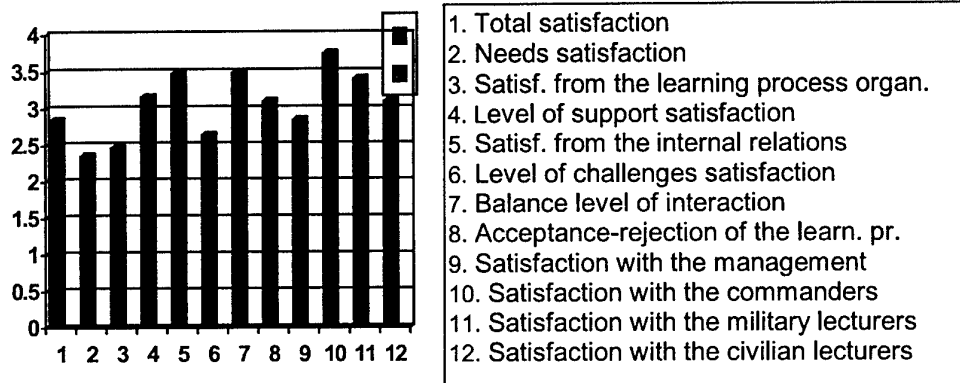 4
3.5
3
2.5
2
1.5
1
0.5
0
1 2 3 4 5 6 7 8 9 10 11 12
1. Total satisfaction
2. Needs satisfaction
3. Satisf. from the learning process organ.
4. Level of support satisfaction
5. Satisf. from the internal relations
6. Level of challenges satisfaction
7. Balance level of interaction
8. Acceptance-rejection of the learn. pr.
9. Satisfaction with the management
10. Satisfaction with the commanders
11. Satisfaction with the military lecturers
12. Satisfaction with the civilian lecturers